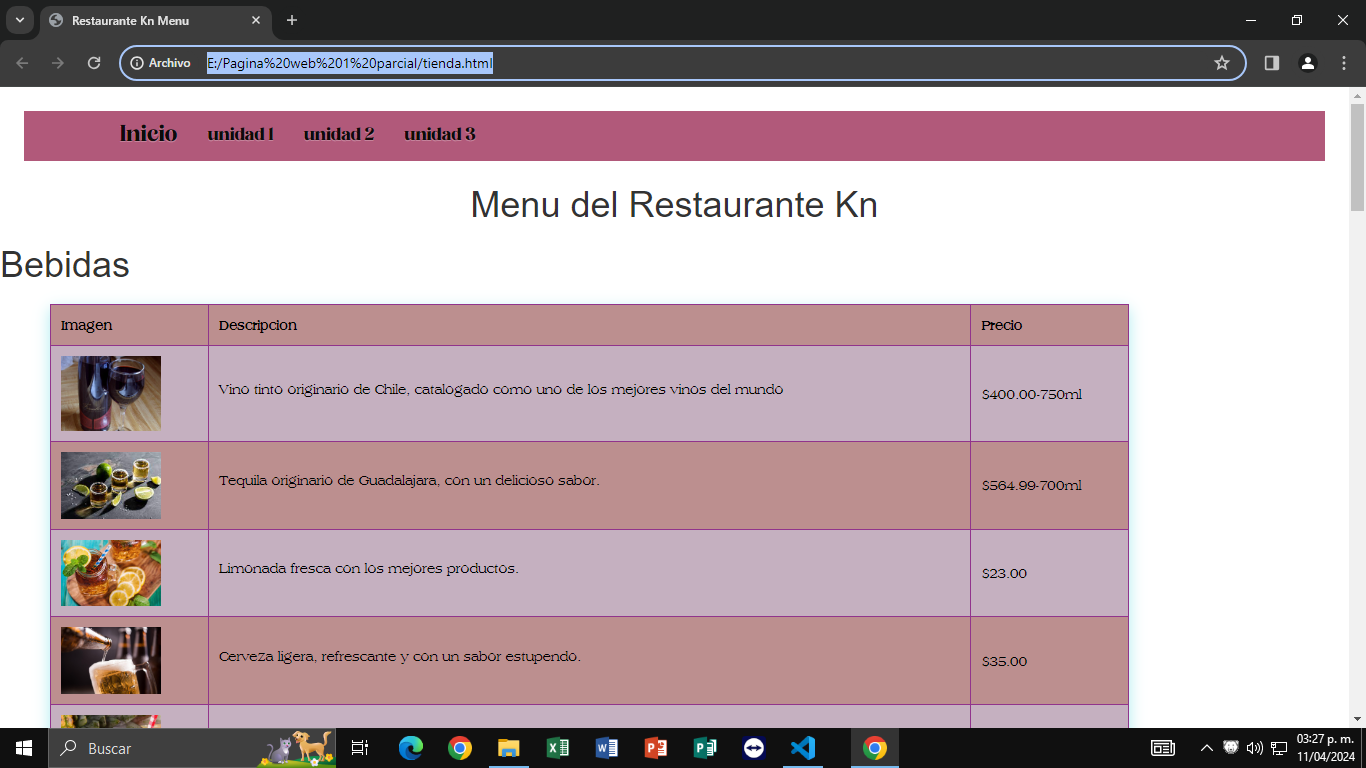 Restaurante Kn Menu
Archivo E:/Pagina%20web%201%20parcial/tienda.html
Inicio unidad 1 unidad 2 unidad 3
Menu del Restaurante Kn
Bebidas
Imagen Descripcion Precio
Vino tinto originario de Chile, catalogado como uno de los mejores vinos del mundo $400.00-750ml
Tequila originario de Guadalajara, con un delicioso sabor. $564.99-700ml
Limonada fresca con los mejores productos. $23.00
Cerveza ligera, refrescante y con un sabor estupendo. $35.00
Buscar
03:27 p. m.
11/04/2024